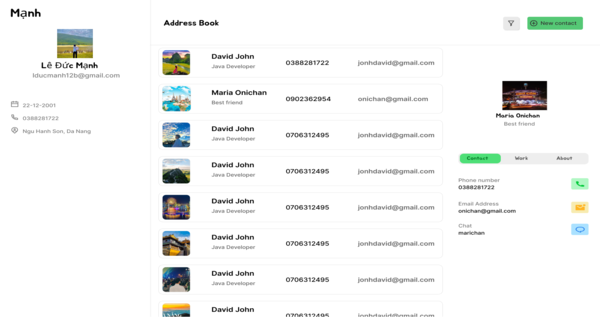 Mạnh
Lê Đức Mạnh
lducmanh12b@gmail.com
22-12-2001
0388281722
Ngu Hanh Son, Da Nang
Address Book
New contact
David John
Java Developer
0388281722
jonhdavid@gmail.com
Maria Onichan
Best friend
0902362954
onichan@gmail.com
David John
Java Developer
0706312495
jonhdavid@gmail.com
David John
Java Developer
0706312495
jonhdavid@gmail.com
David John
Java Developer
0706312495
jonhdavid@gmail.com
David John
Java Developer
0706312495
jonhdavid@gmail.com
David John
Java Developer
0706312495
jonhdavid@gmail.com
David John
0706312495
jonhdavid@gmail.com
Maria Onichan
Best friend
Contact
Work
About
Phone number
0388281722
Email Address
onichan@gmail.com
Chat
marichan